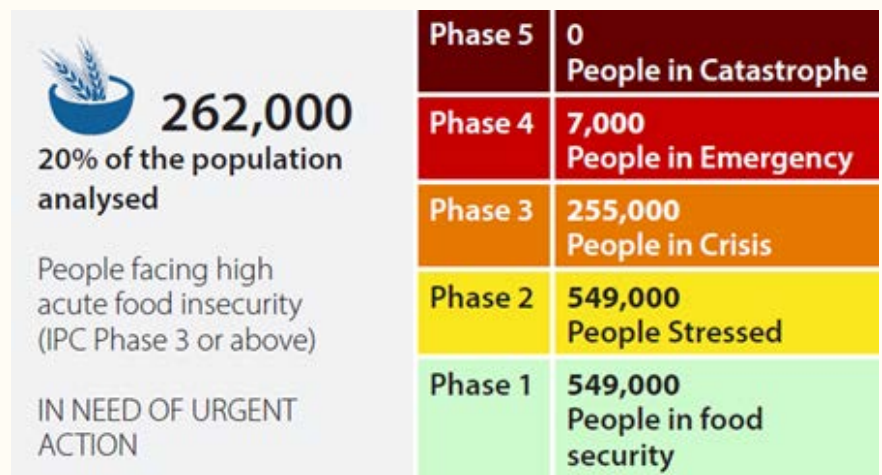 262,000
20% of the population
analysed
People facing high
acute food insecurity
(IPC Phase 3 or above)
IN NEED OF URGENT
ACTION
Phase 5
0
People in Catastrophe
Phase 4
7,000
People in Emergency
Phase 3
255,000
People in Crisis
Phase 2
549,000
People Stressed
Phase 1
549,000
People in food
security